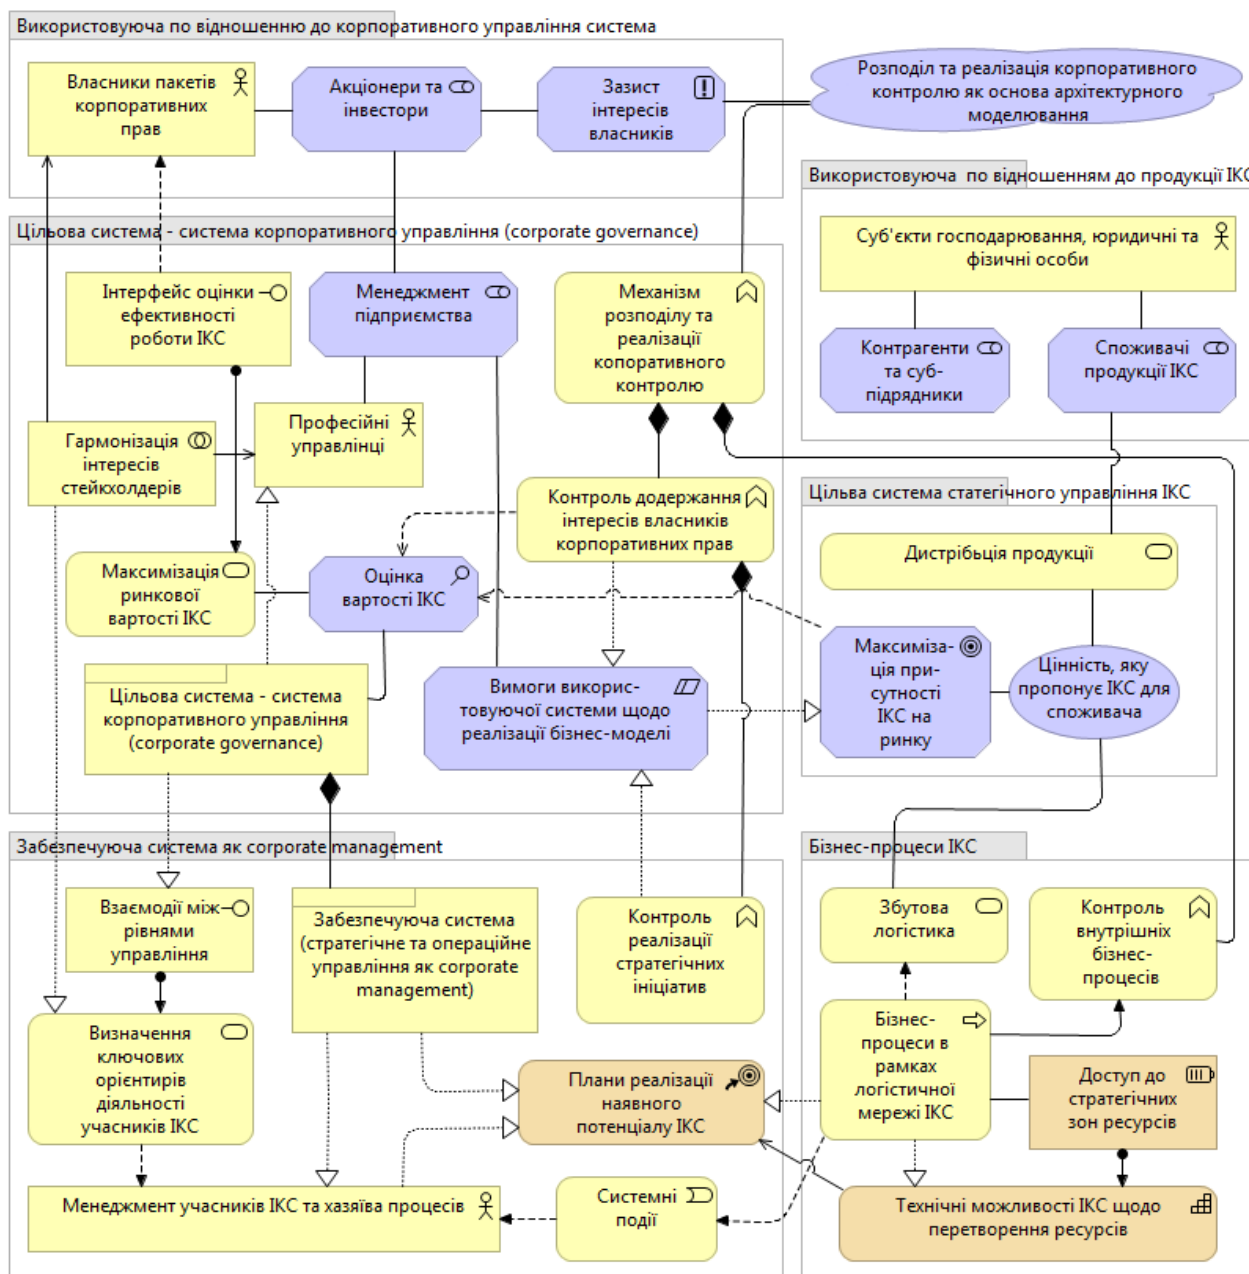 Використовуюча по відношенню до корпоративного управління система
Власники пакетів
корпоративних
прав
Акціонери та
інвестори
Зазист
інтересів
власників
Розподіл та реалізація корпоративного
контролю як основа архітектурного
моделювання
Використовуюча  по відношенням до продукції ІКС
Суб'єкти господарювання, юридичні та
фізичні особи
Контрагенти
та суб-
підрядники
Споживачі
продукції ІКС
Цільова система - система корпоративного управління (corporate governance)
Інтерфейс оцінки
ефективності
роботи ІКС
Менеджмент
підприємства
Механізм
розподілу та
реалізації
копоративного
контролю
Гармонізація
інтересів
стейкхолдерів
Професійні
управлінці
Контроль додержання
інтересів власників
корпоративних прав
Максимізація
ринкової
вартості ІКС
Оцінка
вартості ІКС
Цільова система - система
корпоративного управління
(corporate governance)
Вимоги викорис-
товуючої системи щодо
реалізації бізнес-моделі
Цільва система статегічного управління ІКС
Дистрібьція продукції
Максиміза-
ція при-
сутності
ІКС на
ринку
Цінність, яку
пропонує ІКС для
споживача
Забезпечуюча система як corporate management
Взаємодії між
рівнями
управління
Забезпечуюча система
(стратегічне та операційне
управління як corporate
management)
Контроль
реалізації
стратегічних
ініціатив
Визначення
ключових
орієнтирів
діяльності
учасників ІКС
Плани реалізації
наявного
потенціалу ІКС
Менеджмент учасників ІКС та хазяїва процесів
Системні
події
Бізнес-процеси ІКС
Збутова
логістика
Контроль
внутрішніх
бізнес-
процесів
Бізнес-
процеси в
рамках
логістичної
мережі ІКС
Доступ до
стратегічних
зон ресурсів
Технічні можливості ІКС щодо
перетворення ресурсів